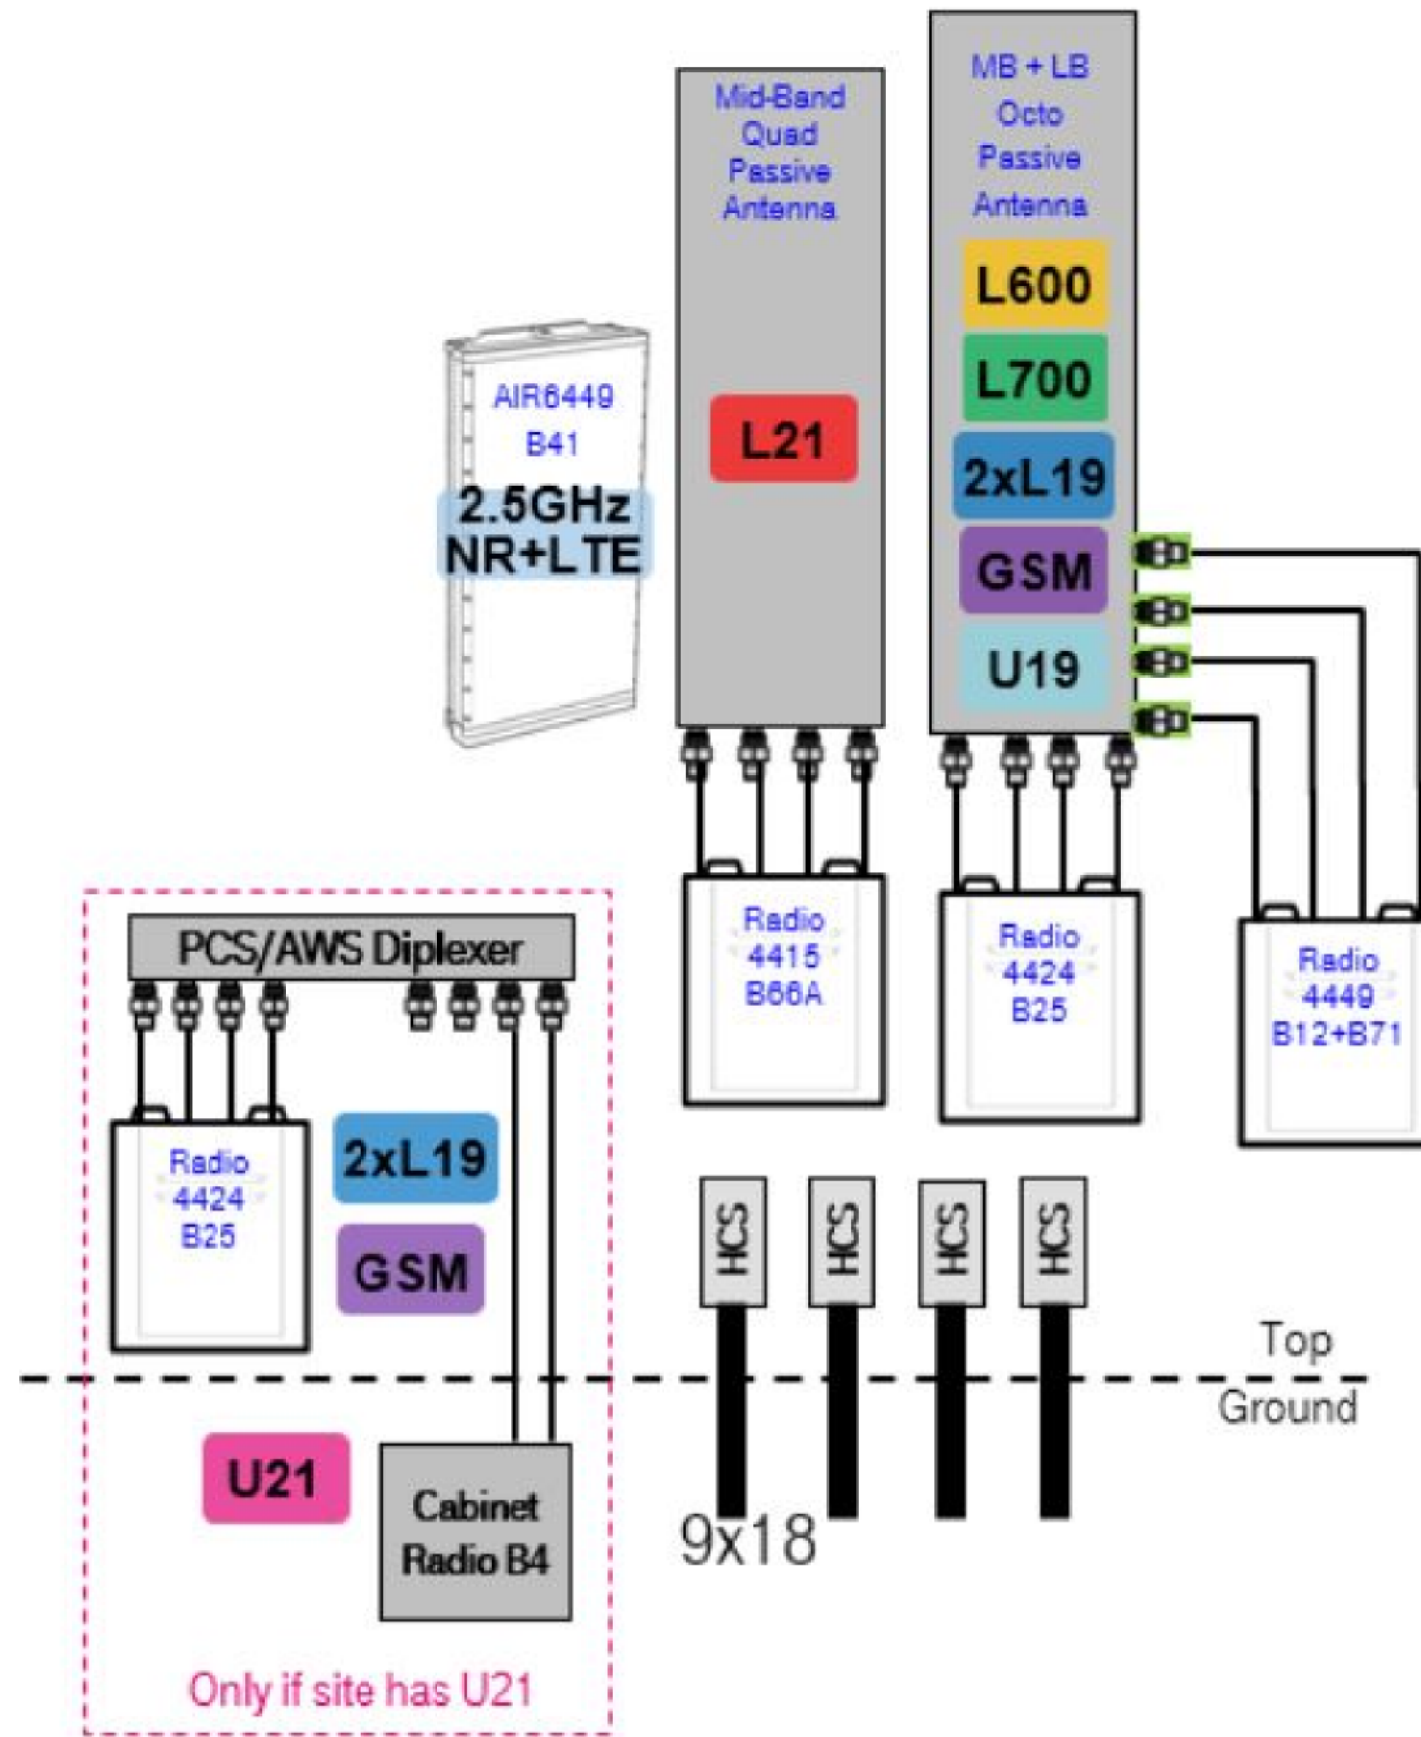 MB + LB
Octo
Passive
Antenna
L600
L700
2xL19
GSM
U19
Mid-Band
Quad
Passive
Antenna
L21
AIR6449
B41
2.5GHz
NR+LTE
PCS/AWS Diplexer
Radio
4415
B66A
Radio
4424
B25
Radio
4449
B12+B71
Radio
4424
B25
2xL19
GSM
HCS
HCS
HCS
HCS
Top
Ground
U21
Cabinet
Radio B4
9x18
Only if site has U21